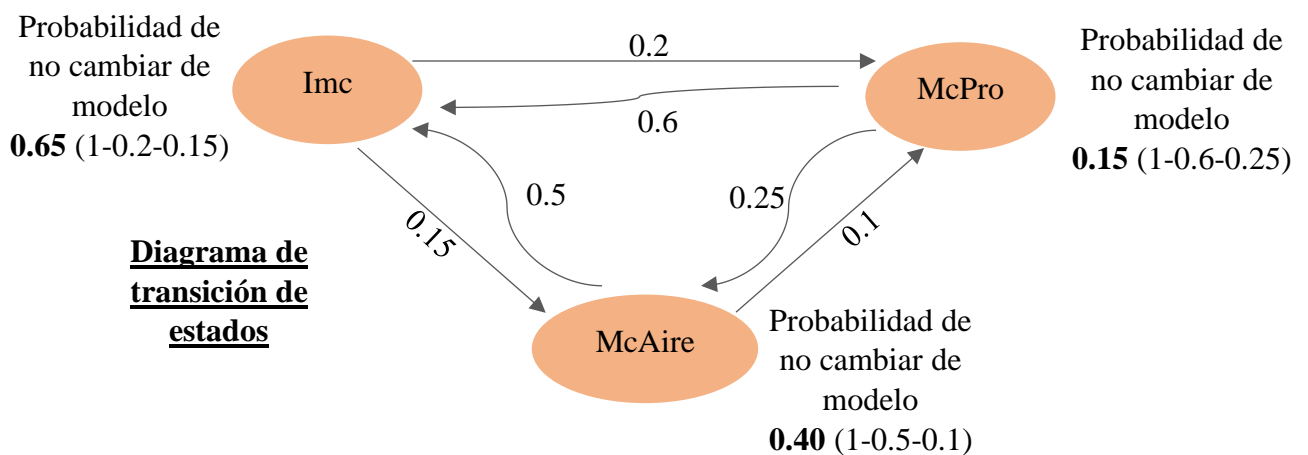 Probabilidad de
no cambiar de
modelo
0.65 (1-0.2-0.15)
Imc
0.2
0.6
McPro
Probabilidad de
no cambiar de
modelo
0.15 (1-0.6-0.25)
0.15
0.5
0.25
0.1
Diagrama de
transición de
estados
McAire
Probabilidad de
no cambiar de
modelo
0.40 (1-0.5-0.1)